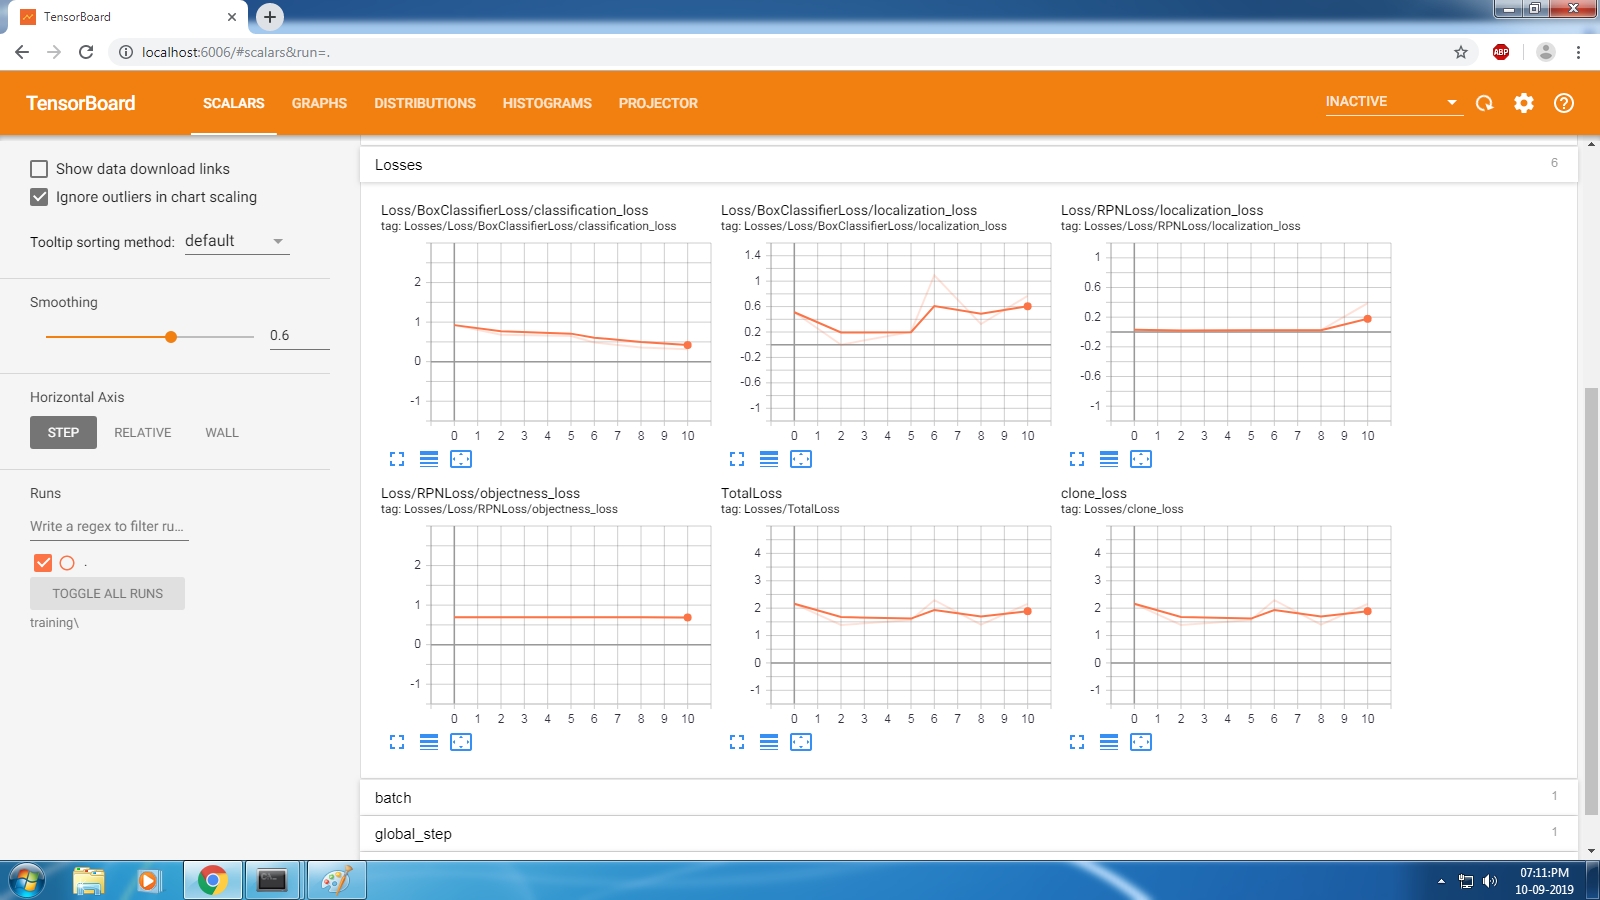 TensorBoard
localhost:6006/#scalars&run=.
ABP
TensorBoard
SCALARS
GRAPHS
DISTRIBUTIONS
HISTOGRAMS
PROJECTOR
INACTIVE
Show data download links
Ignore outliers in chart scaling
Tooltip sorting method: default
Smoothing
0.6
Horizontal Axis
STEP
RELATIVE
WALL
Runs
Write a regex to filter ru...
.
TOGGLE ALL RUNS
training\
Losses
6
Loss/BoxClassifierLoss/classification_loss
tag: Losses/Loss/BoxClassifierLoss/classification_loss
2
1
0
-1
0 1 2 3 4 5 6 7 8 9 10
Loss/BoxClassifierLoss/localization_loss
tag: Losses/Loss/BoxClassifierLoss/localization_loss
1.4
1
0.6
0.2
-0.2
-0.6
-1
0 1 2 3 4 5 6 7 8 9 10
Loss/RPNLoss/localization_loss
tag: Losses/Loss/RPNLoss/localization_loss
1
0.6
0.2
-0.2
-0.6
-1
0 1 2 3 4 5 6 7 8 9 10
Loss/RPNLoss/objectness_loss
tag: Losses/Loss/RPNLoss/objectness_loss
2
1
0
-1
0 1 2 3 4 5 6 7 8 9 10
TotalLoss
tag: Losses/TotalLoss
4
3
2
1
0
-1
0 1 2 3 4 5 6 7 8 9 10
clone_loss
tag: Losses/clone_loss
4
3
2
1
0
-1
0 1 2 3 4 5 6 7 8 9 10
batch
1
global_step
1
07:11:PM
10-09-2019